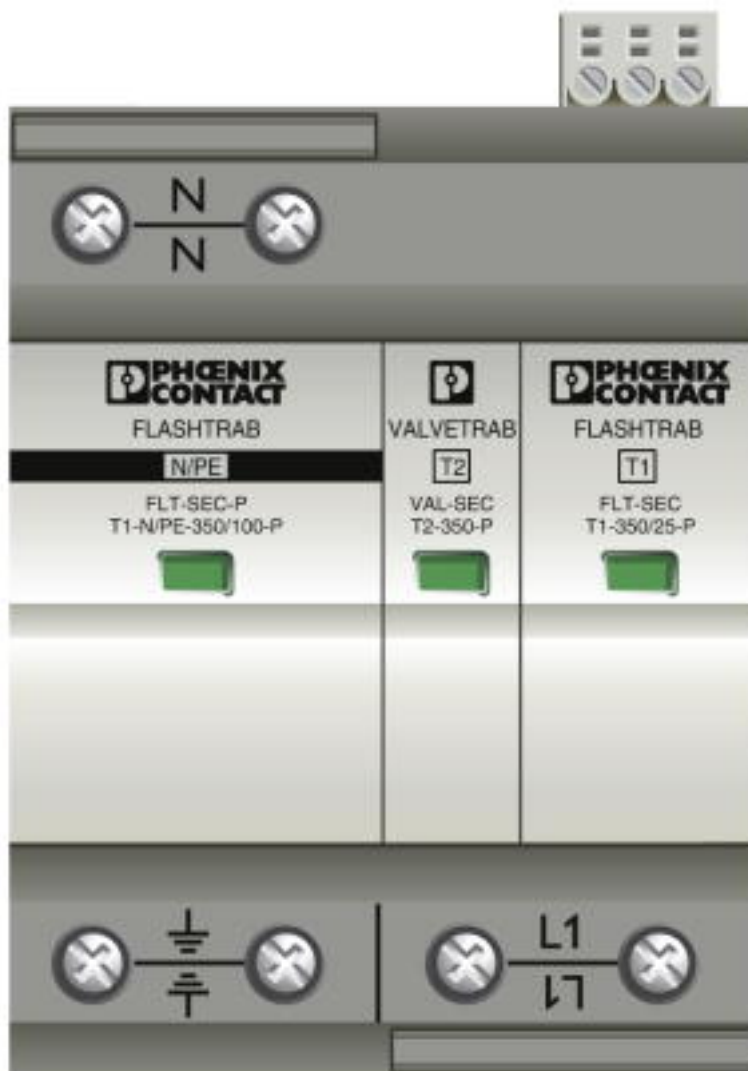 N
N
PHŒNIX
CONTACT
FLASHTRAB
N/PE
FLT-SEC-P
T1-N/PE-350/100-P
VALVETRAB
T2
VAL-SEC
T2-350-P
PHŒNIX
CONTACT
FLASHTRAB
T1
FLT-SEC
T1-350/25-P
L1
L1